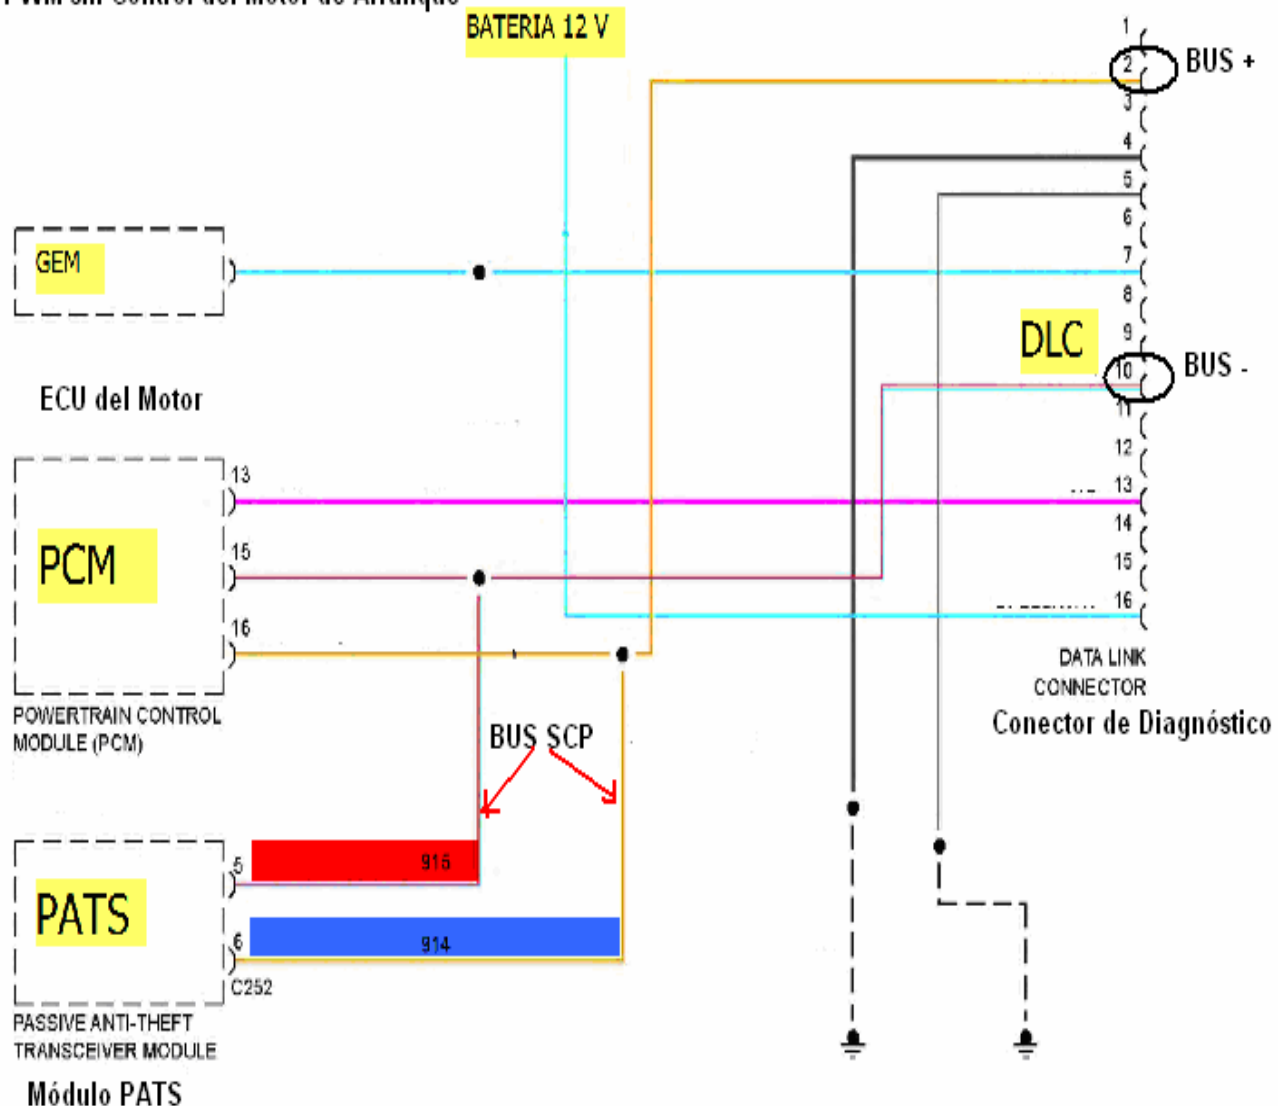 BATERIA 12 V
1
BUS +
2
3
4
5
6
GEM
7
8
DLC
9
BUS -
10
ECU del Motor
11
12
13
13
PCM
14
15
15
16
16
DATA LINK
CONNECTOR
POWERTRAIN CONTROL
MODULE (PCM)
Conector de Diagnóstico
BUS SCP
5
915
PATS
6
914
C252
PASSIVE ANTI-THEFT
TRANSCEIVER MODULE
Módulo PATS